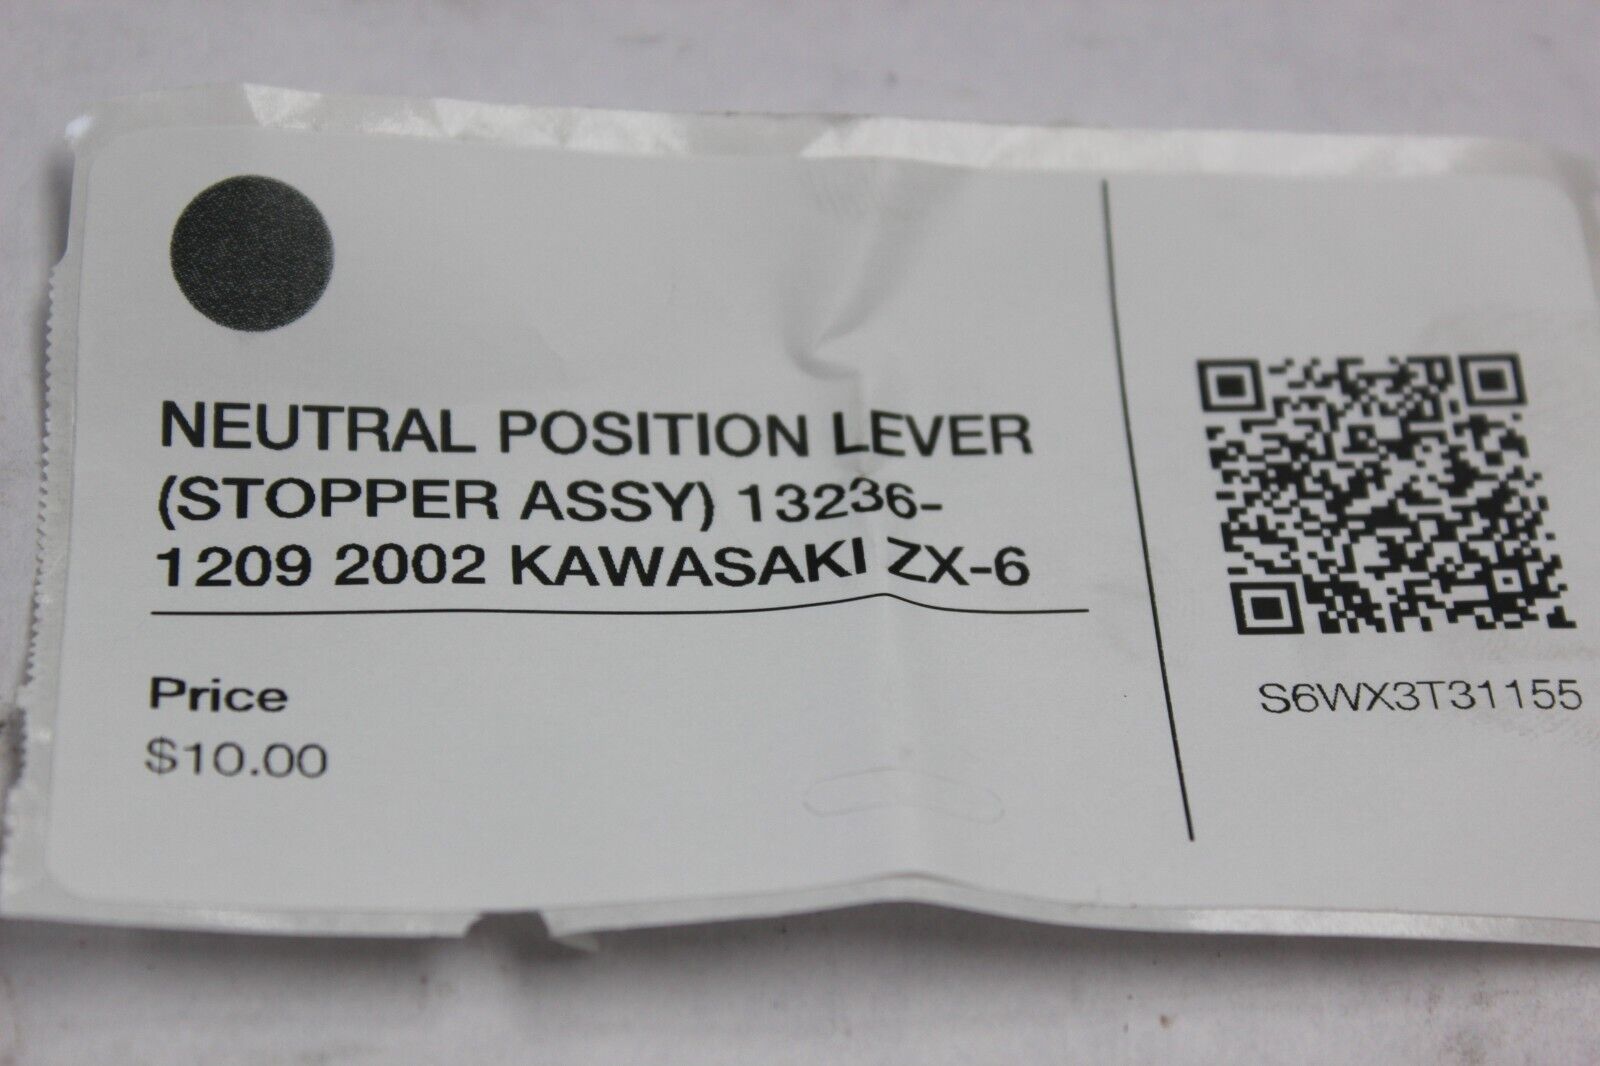 NEUTRAL POSITION LEVER
(STOPPER ASSY) 13236-
1209 2002 KAWASAKI ZX-6
Price
$10.00
S6WX3T31155